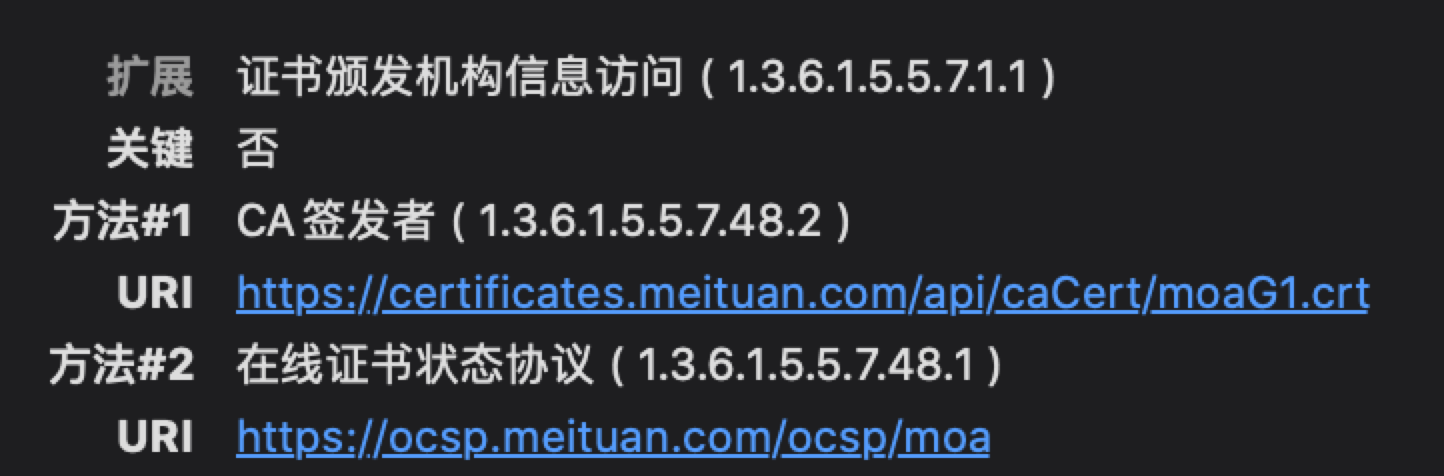 扩展 证书颁发机构信息访问 ( 1.3.6.1.5.5.7.1.1 )
关键 否
方法#1 CA 签发者 ( 1.3.6.1.5.5.7.48.2 )
URI https://certificates.meituan.com/api/caCert/moaG1.crt
方法#2 在线证书状态协议 ( 1.3.6.1.5.5.7.48.1 )
URI https://ocsp.meituan.com/ocsp/moa